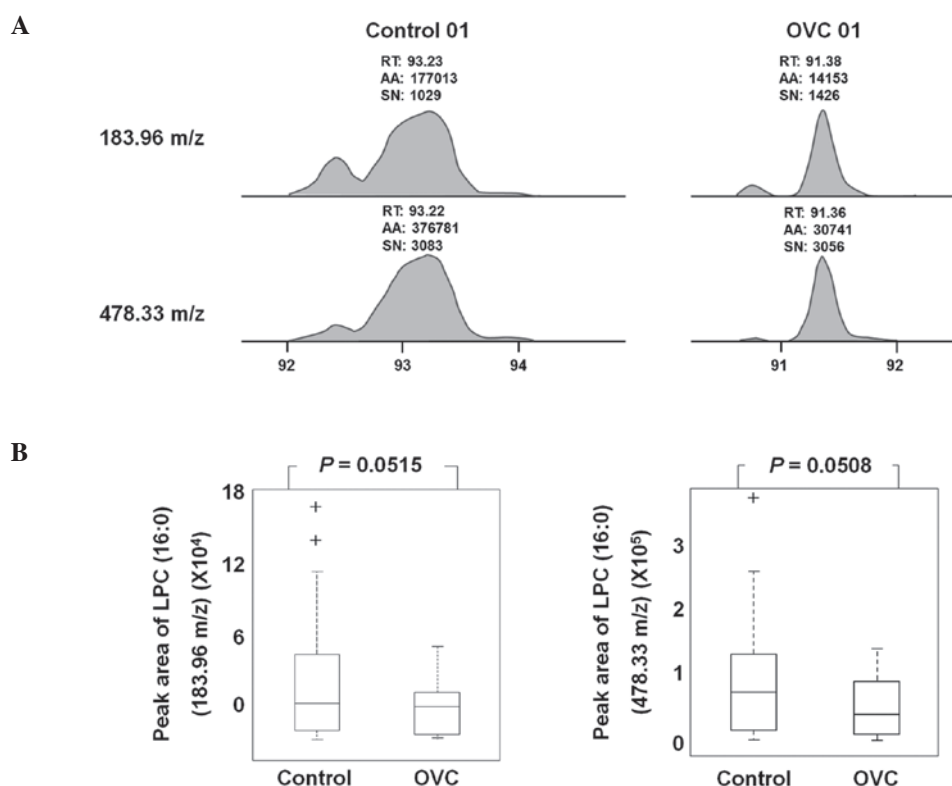 A
Control 01
OVC 01
RT: 93.23
AA: 177013
SN: 1029
RT: 91.38
AA: 14153
SN: 1426
183.96 m/z
RT: 93.22
AA: 376781
SN: 3083
RT: 91.36
AA: 30741
SN: 3056
478.33 m/z
92
93
94
91
92
B
P = 0.0515
P = 0.0508
Peak area of LPC (16:0)
(183.96 m/z) (X10⁴)
18
12
6
0
Control
OVC
Peak area of LPC (16:0)
(478.33 m/z) (X10⁵)
3
2
1
0
Control
OVC